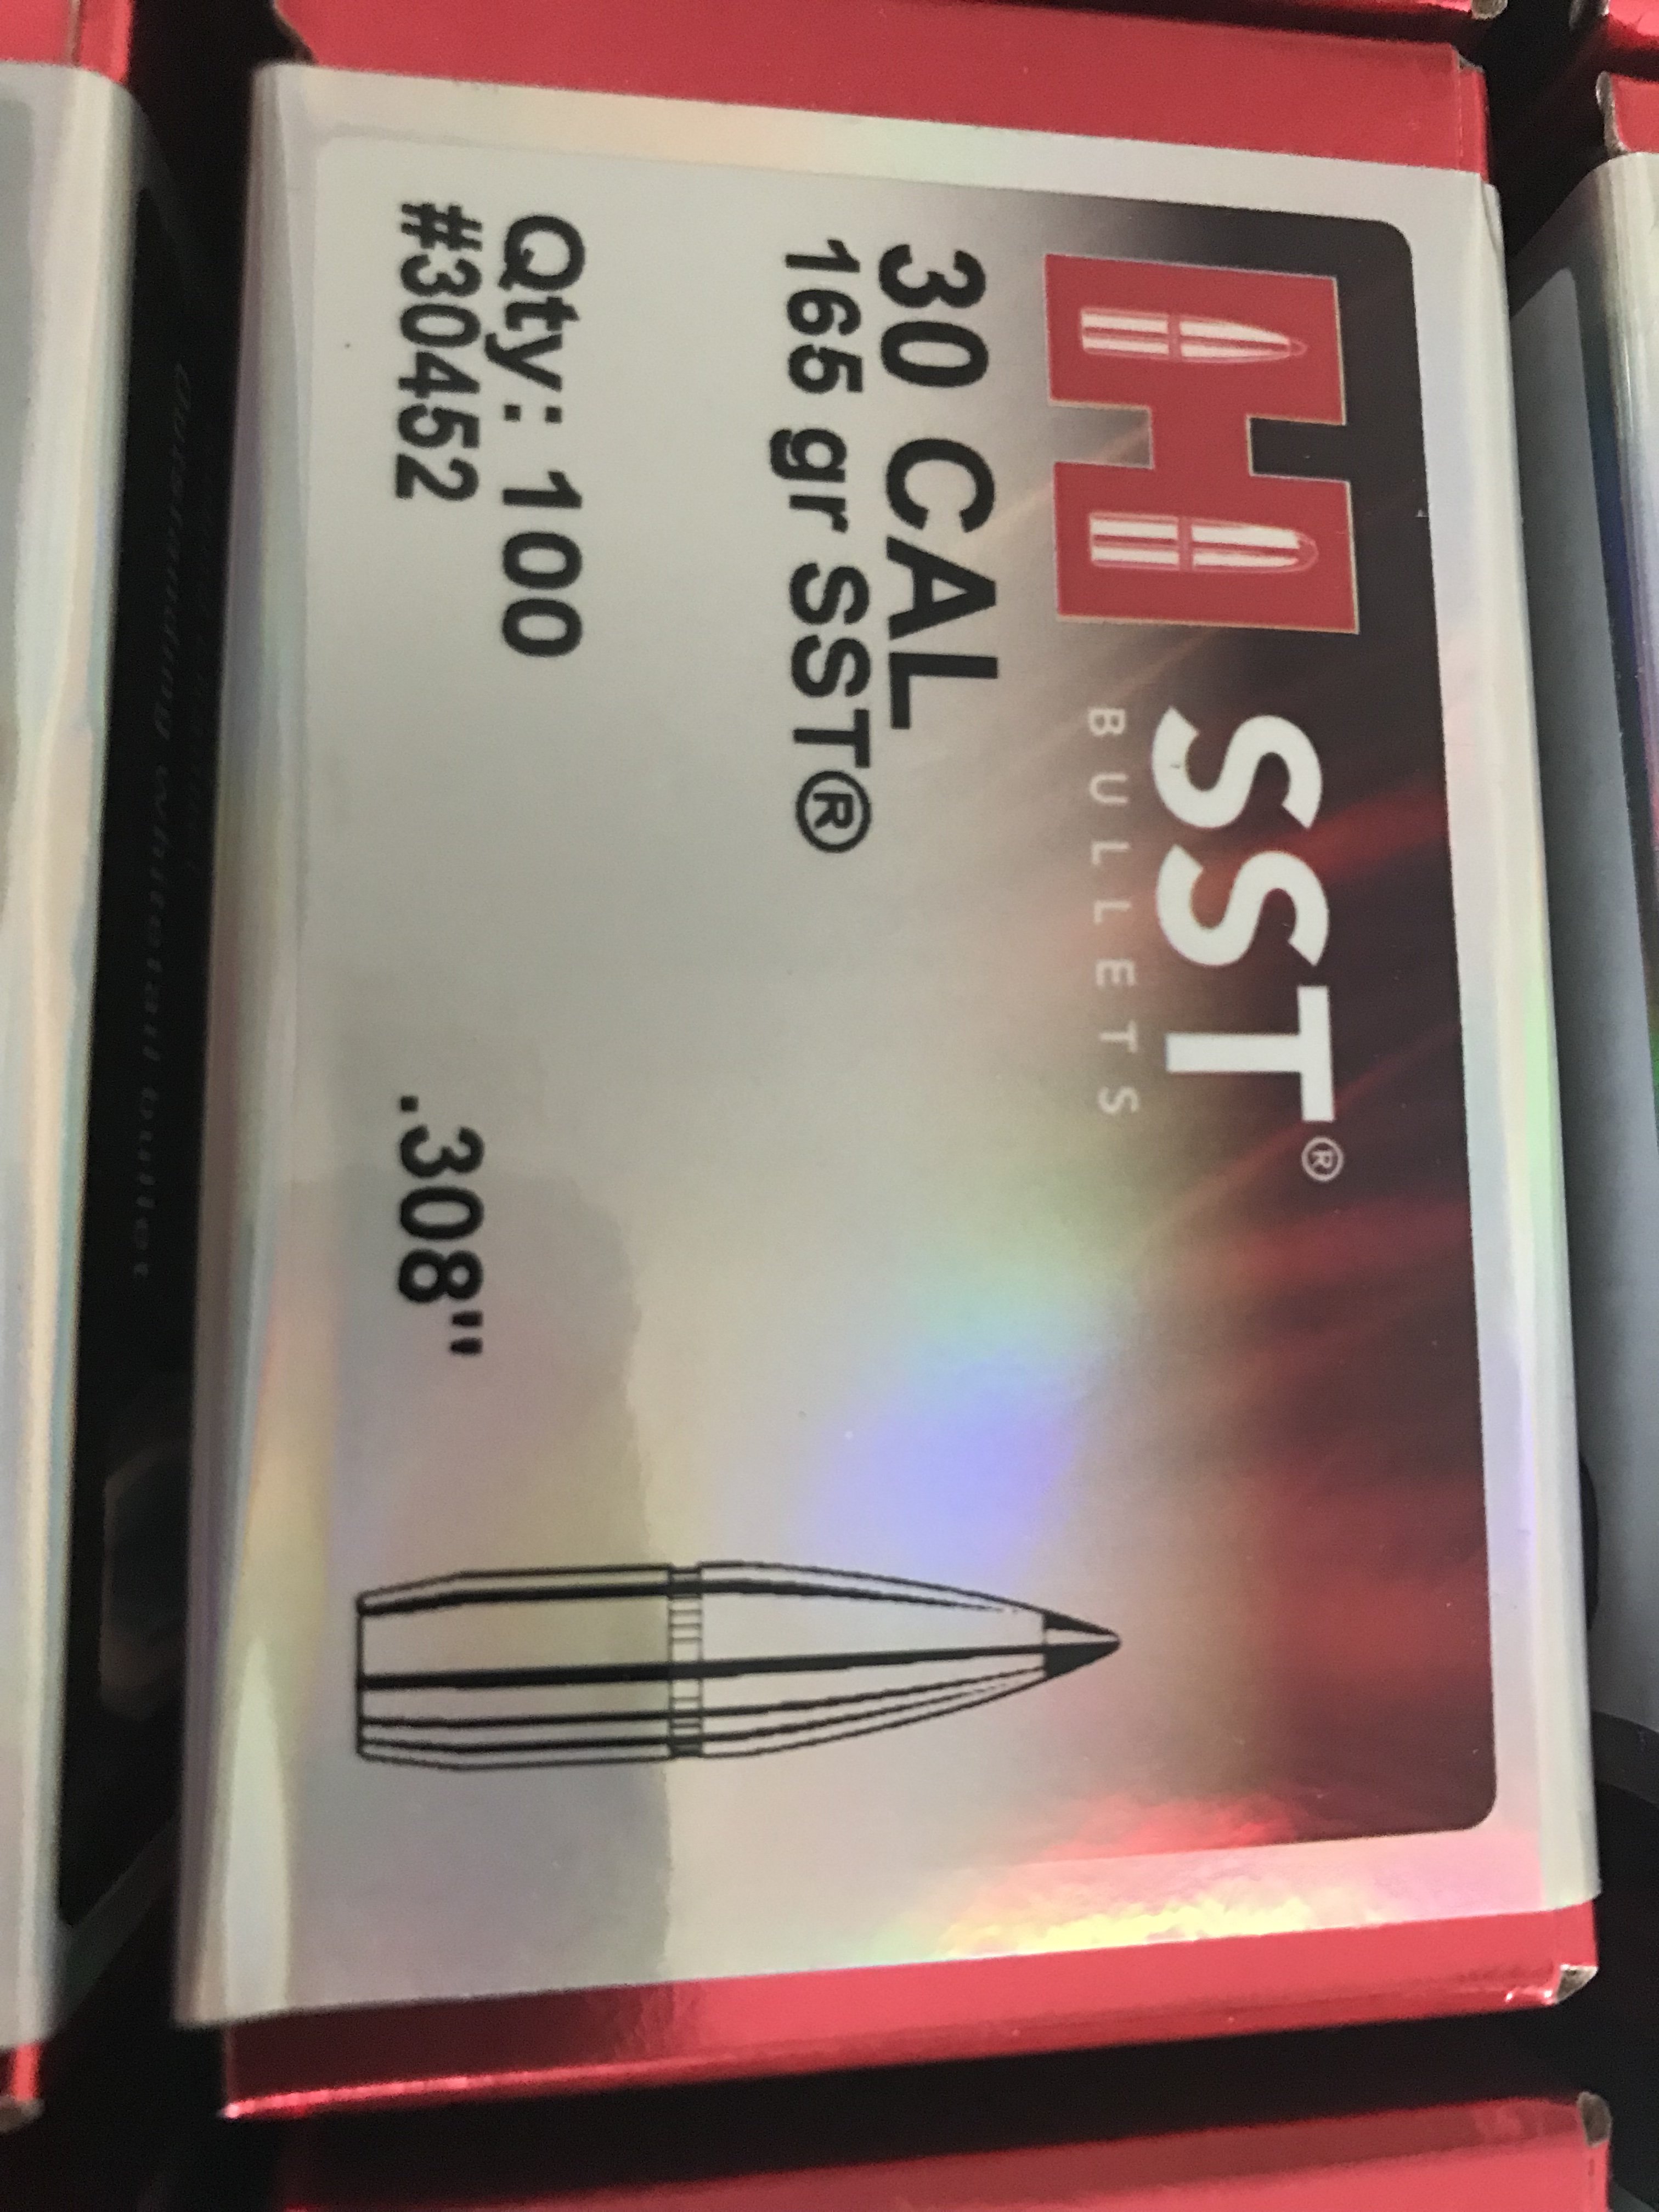 H SST®
BULLETS
30 CAL
165 gr SST®
Qty: 100
#30452
.308"